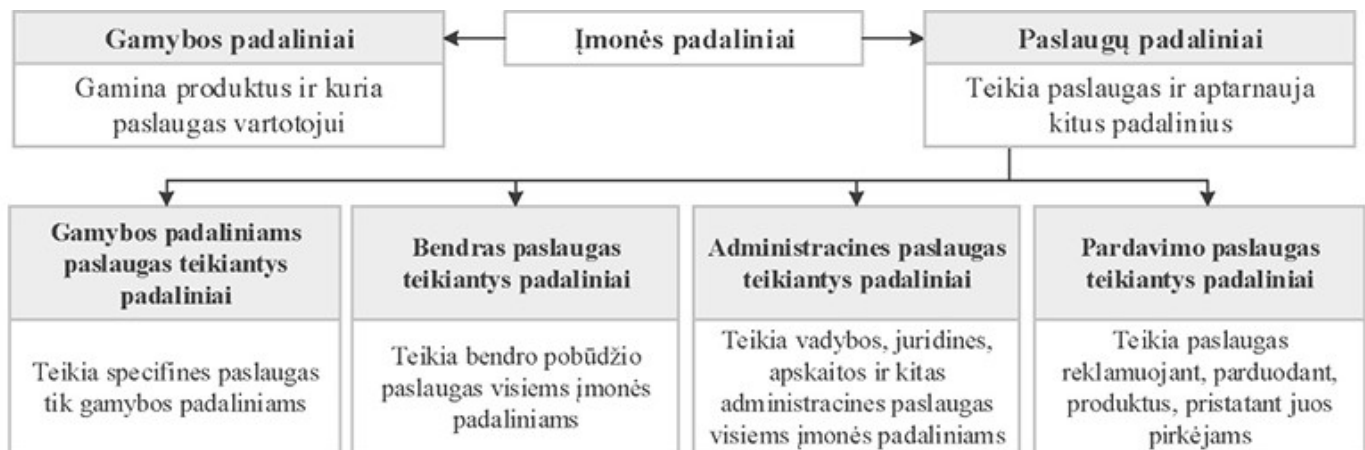 Gamybos padaliniai
Gamina produktus ir kuria
paslaugas vartotojui
Įmonės padaliniai
Paslaugų padaliniai
Teikia paslaugas ir aptarnauja
kitus padalinius
Gamybos padaliniams
paslaugas teikiantys
padaliniai
Teikia specifines paslaugas
tik gamybos padaliniams
Bendras paslaugas
teikiantys padaliniai
Teikia bendro pobūdžio
paslaugas visiems įmonės
padaliniams
Administracines paslaugas
teikiantys padaliniai
Teikia vadybos, juridines,
apskaitos ir kitas
administracines paslaugas
visiems įmonės padaliniams
Pardavimo paslaugas
teikiantys padaliniai
Teikia paslaugas
reklamuojant, parduodant,
produktus, pristatant juos
pirkėjams